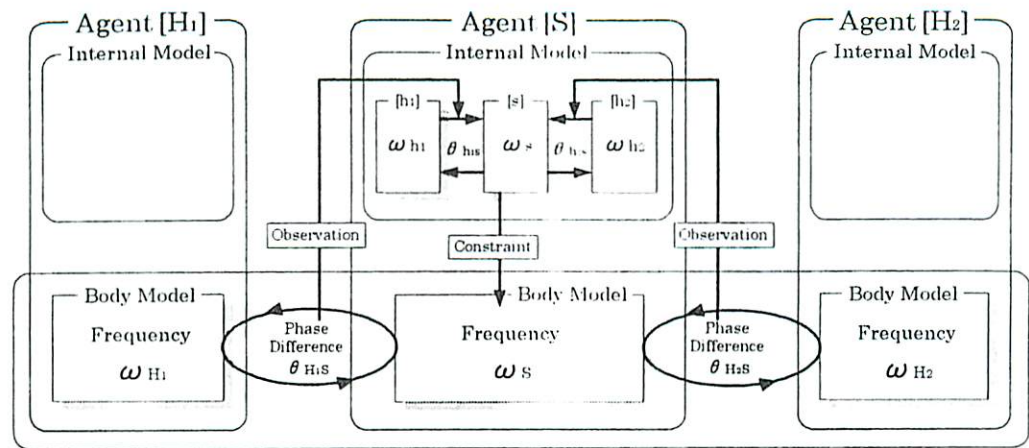 Agent [H1]
Agent [S]
Agent [H2]
Internal Model
Internal Model
Internal Model
[h1]
[s]
[h2]
ω h1
θ h1s
ω s
ω h2
Observation
Constraint
Observation
Body Model
Body Model
Body Model
Frequency
ω H1
Phase
Difference
θ H1S
Frequency
ω S
Phase
Difference
θ H2S
Frequency
ω H2